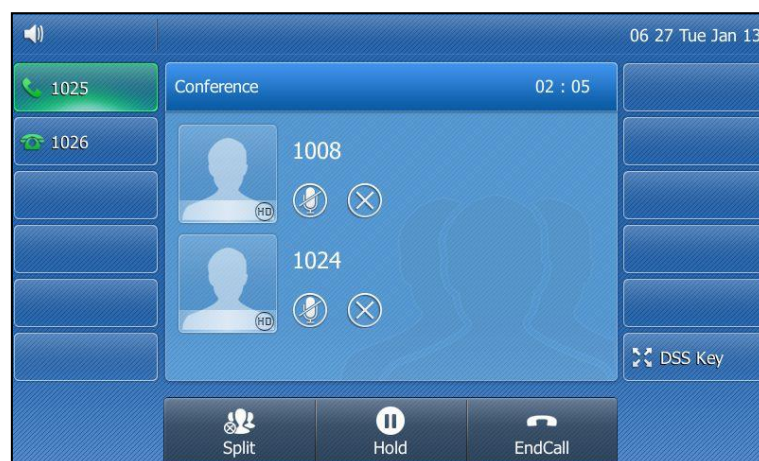 06 27 Tue Jan 13
1025
Conference
02 : 05
1026
1008
HD
1024
HD
DSS Key
Split
Hold
EndCall